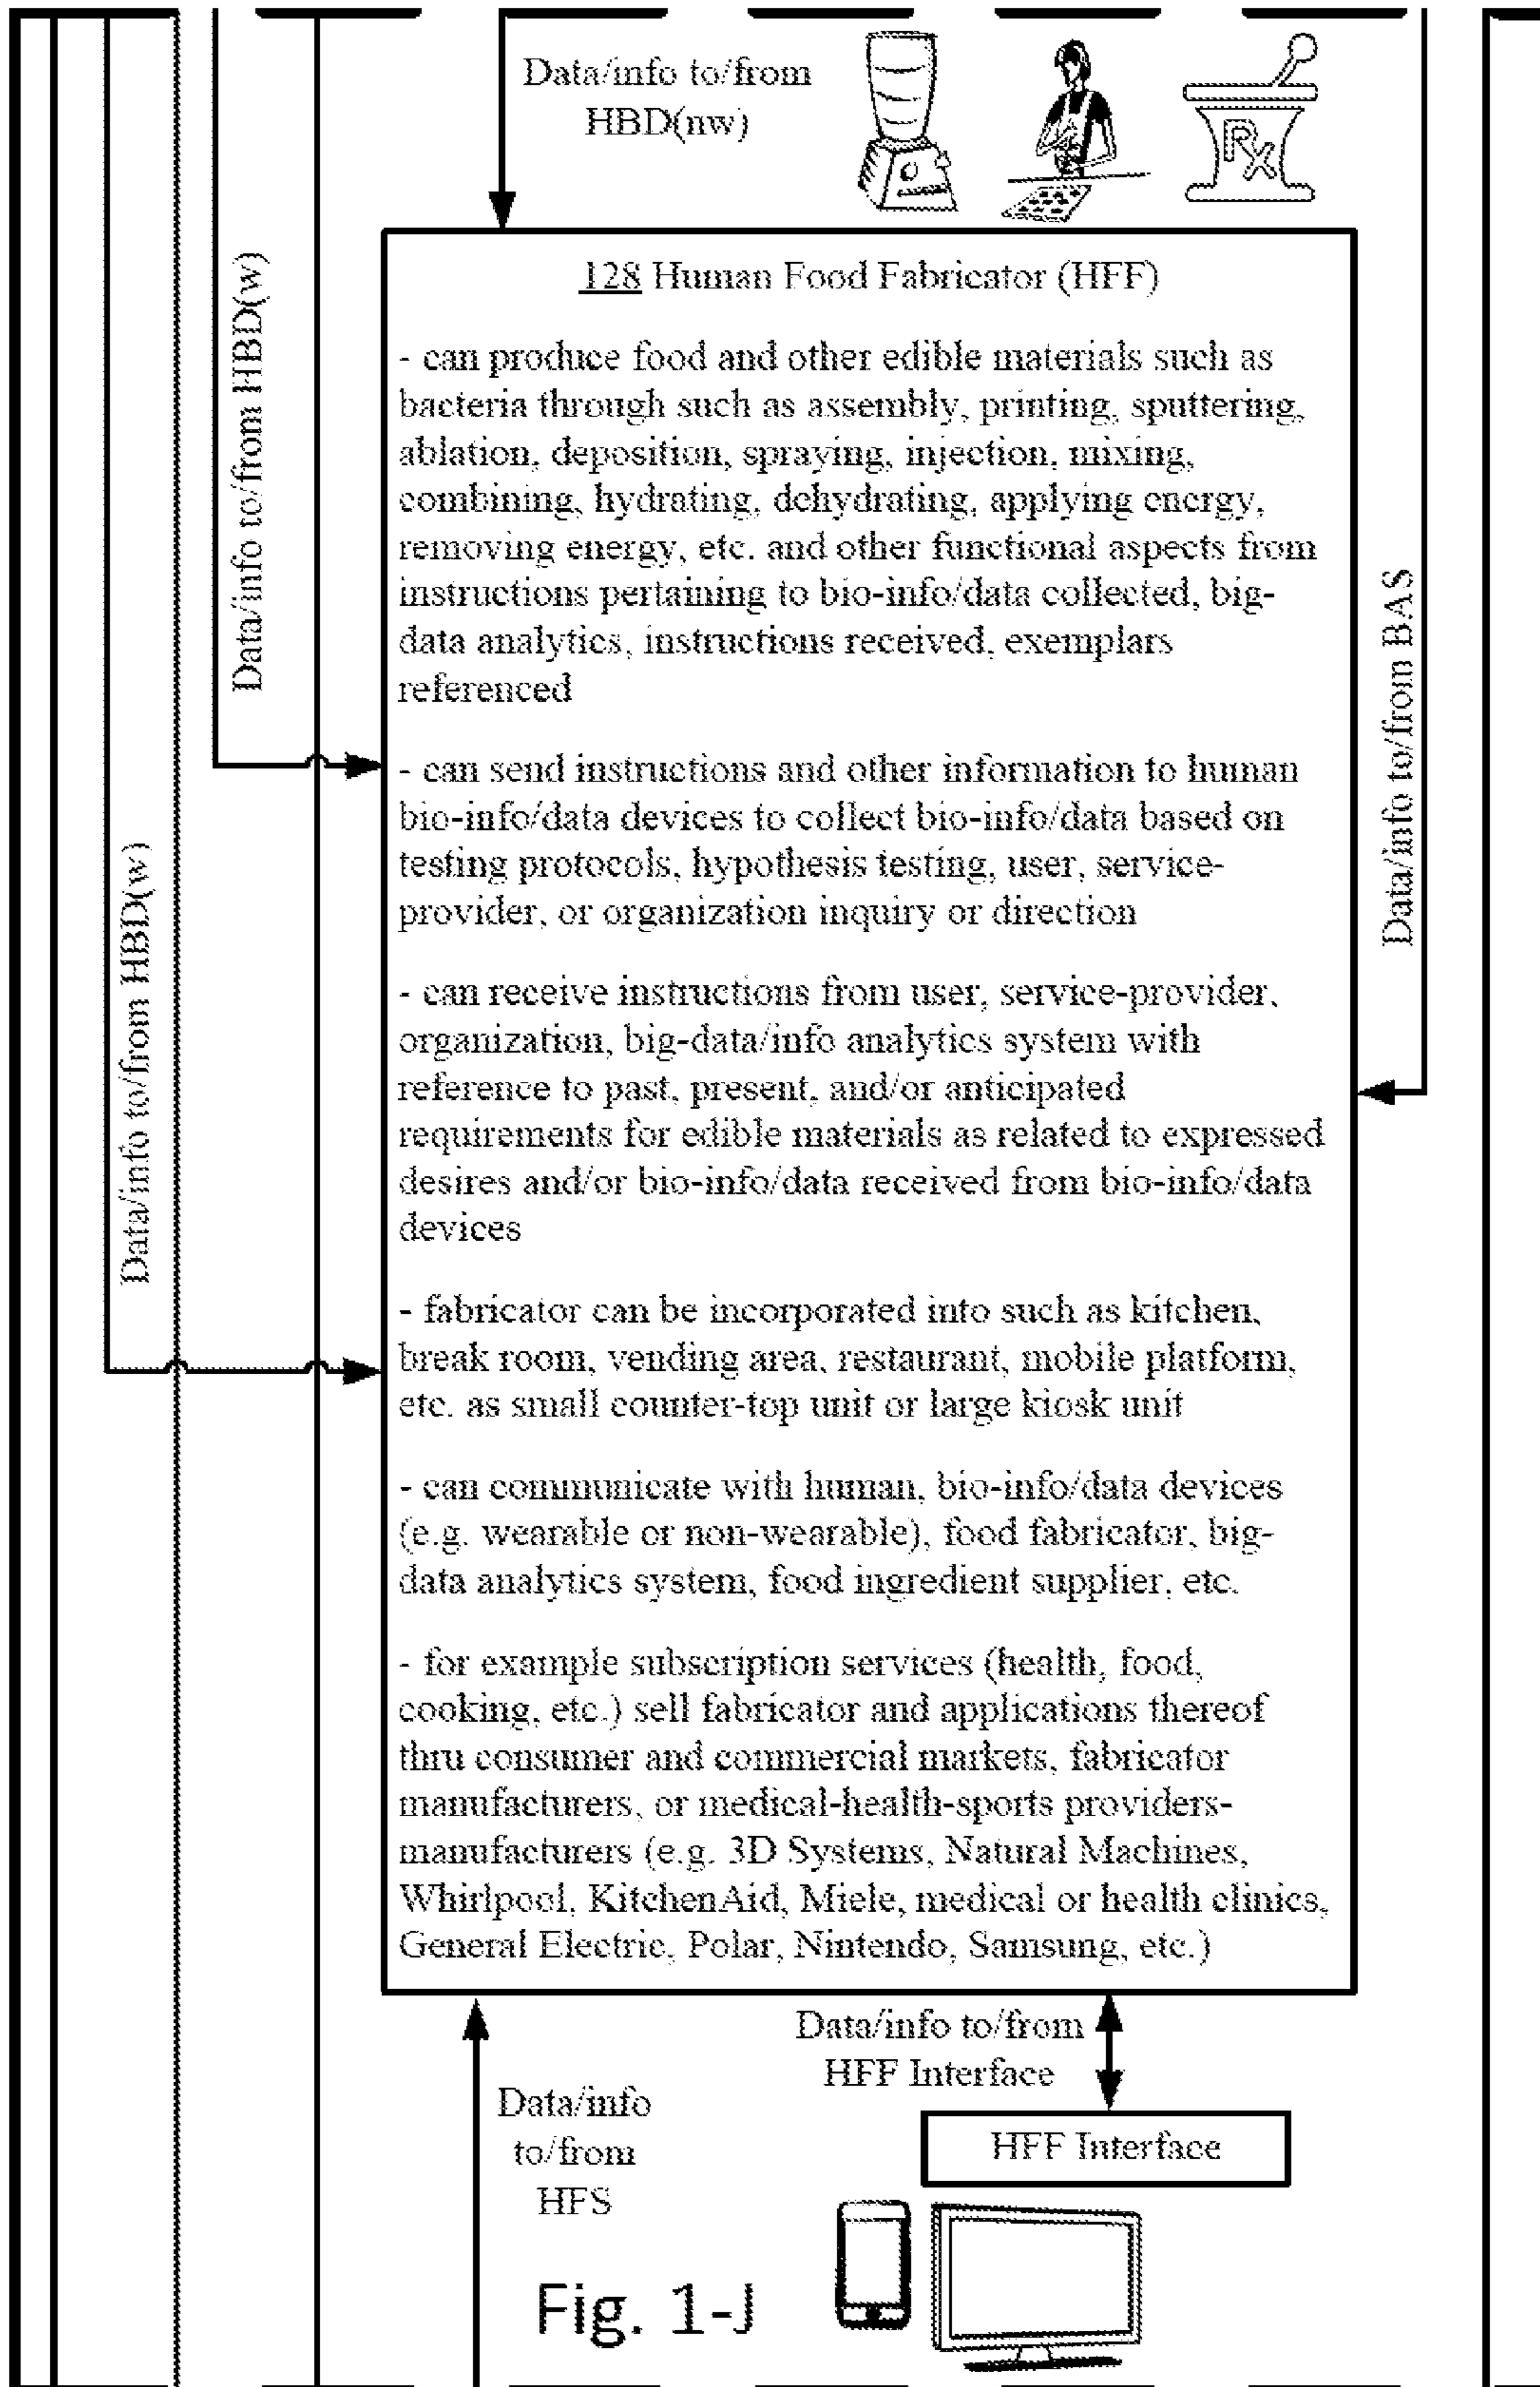 Data/info to/from
HBD(nw)
Rx
Data/info to/from HBD(w)
Data/info to/from HBD(w)
Data/info to/from BAS
128 Human Food Fabricator (HFF)
- can produce food and other edible materials such as
bacteria through such as assembly, printing, sputtering,
ablation, deposition, spraying, injection, mixing,
combining, hydrating, dehydrating, applying energy,
removing energy, etc. and other functional aspects from
instructions pertaining to bio-info/data collected, big-
data analytics, instructions received, exemplars
referenced
- can send instructions and other information to human
bio-info/data devices to collect bio-info/data based on
testing protocols, hypothesis testing, user, service-
provider, or organization inquiry or direction
- can receive instructions from user, service-provider,
organization, big-data/info analytics system with
reference to past, present, and/or anticipated
requirements for edible materials as related to expressed
desires and/or bio-info/data received from bio-info/data
devices
- fabricator can be incorporated into such as kitchen,
break room, vending area, restaurant, mobile platform,
etc. as small counter-top unit or large kiosk unit
- can communicate with human, bio-info/data devices
(e.g. wearable or non-wearable), food fabricator, big-
data analytics system, food ingredient supplier, etc.
- for example subscription services (health, food,
cooking, etc.) sell fabricator and applications thereof
thru consumer and commercial markets, fabricator
manufacturers, or medical-health-sports providers-
manufacturers (e.g. 3D Systems, Natural Machines,
Whirlpool, KitchenAid, Miele, medical or health clinics,
General Electric, Polar, Nintendo, Samsung, etc.)
Data/info to/from
HFF Interface
Data/info
to/from
HFS
HFF Interface
Fig. 1-J